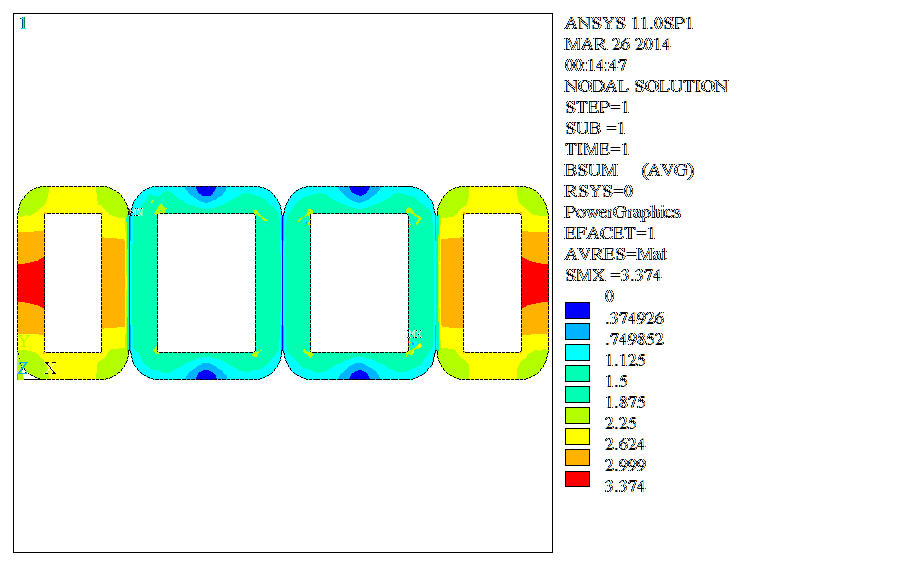 1
ANSYS 11.0SP1
MAR 26 2014
00:14:47
NODAL SOLUTION
STEP=1
SUB =1
TIME=1
BSUM (AVG)
RSYS=0
PowerGraphics
EFACET=1
AVRES=Mat
SMX =3.374
0
.374926
.749852
1.125
1.5
1.875
2.25
2.624
2.999
3.374
MN
Y
Z X